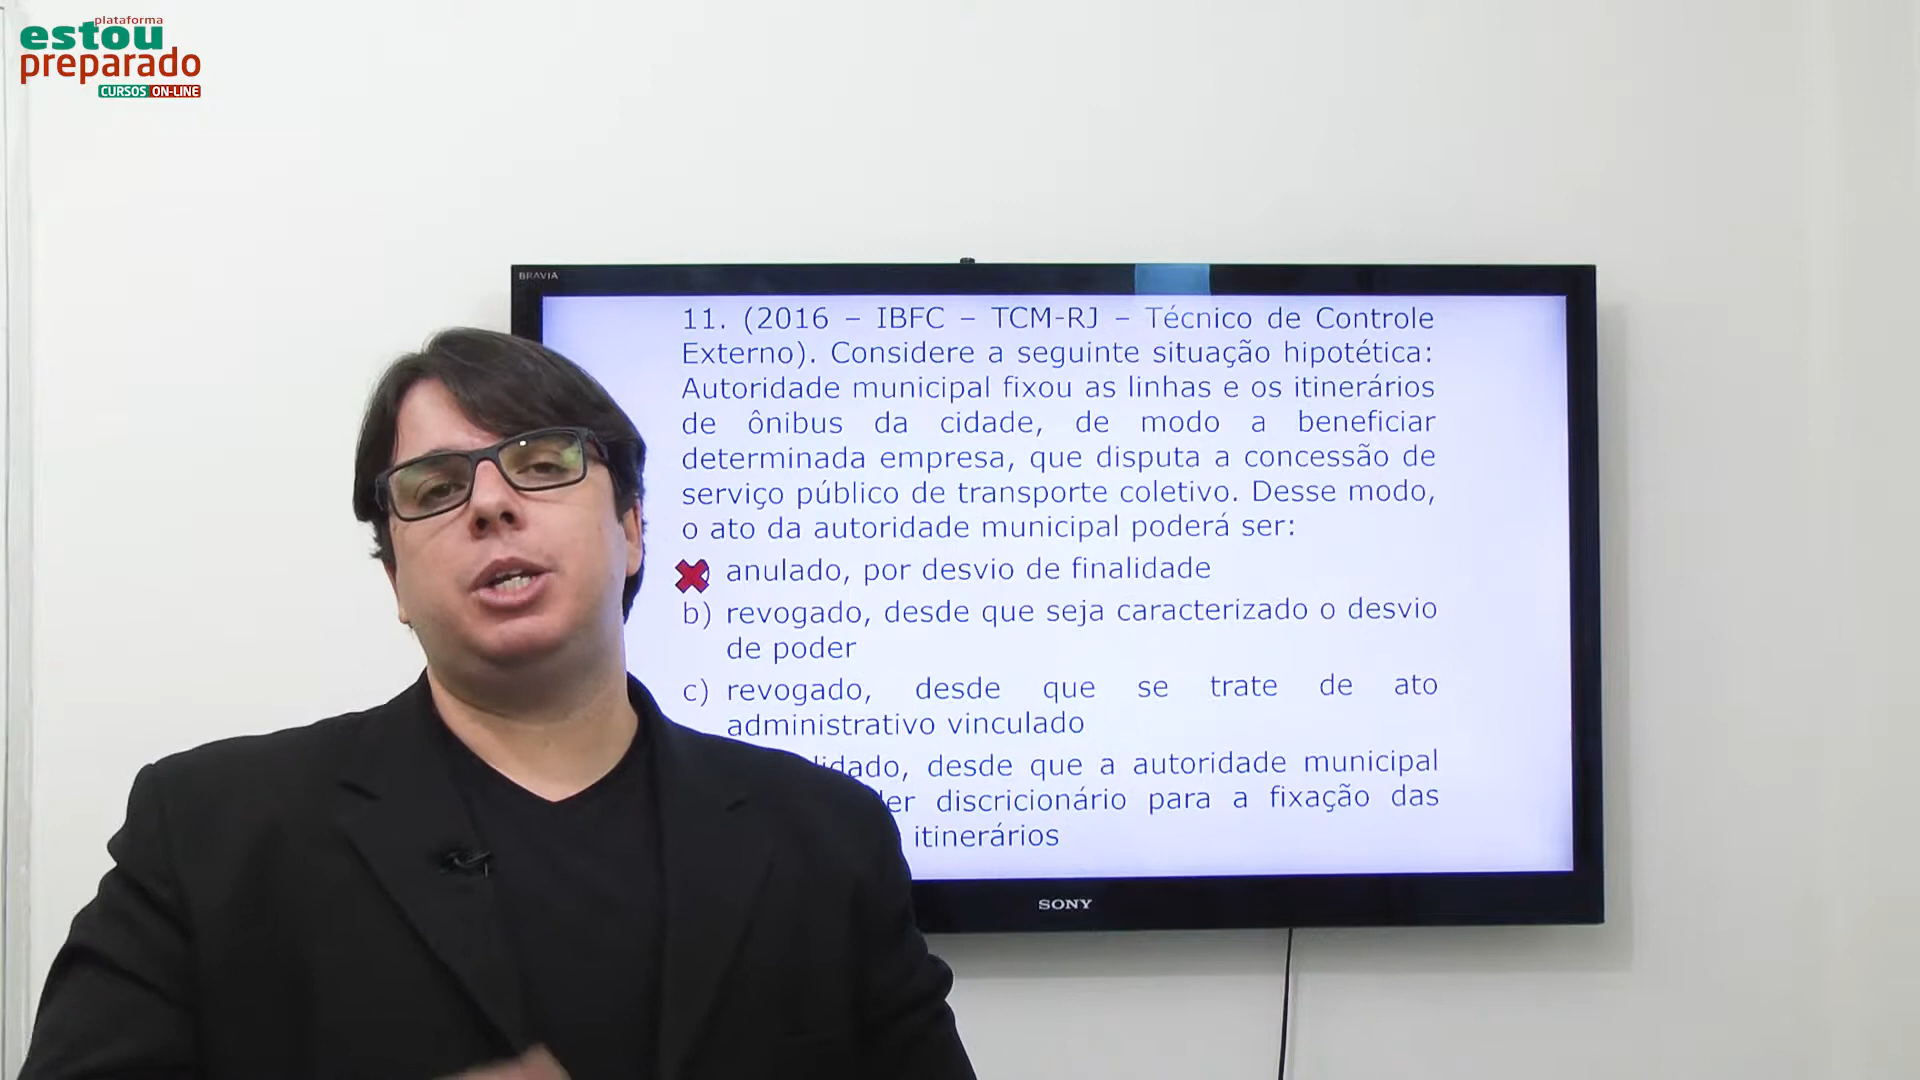 plataforma
estou
preparado
CURSOS ON-LINE
BRAVIA
11. (2016 – IBFC – TCM-RJ – Técnico de Controle
Externo). Considere a seguinte situação hipotética:
Autoridade municipal fixou as linhas e os itinerários
de ônibus da cidade, de modo a beneficiar
determinada empresa, que disputa a concessão de
serviço público de transporte coletivo. Desse modo,
o ato da autoridade municipal poderá ser:
anulado, por desvio de finalidade
b) revogado, desde que seja caracterizado o desvio
de poder
c) revogado, desde que se trate de ato
administrativo vinculado
desde que a autoridade municipal
discricionário para a fixação das
itinerários
SONY